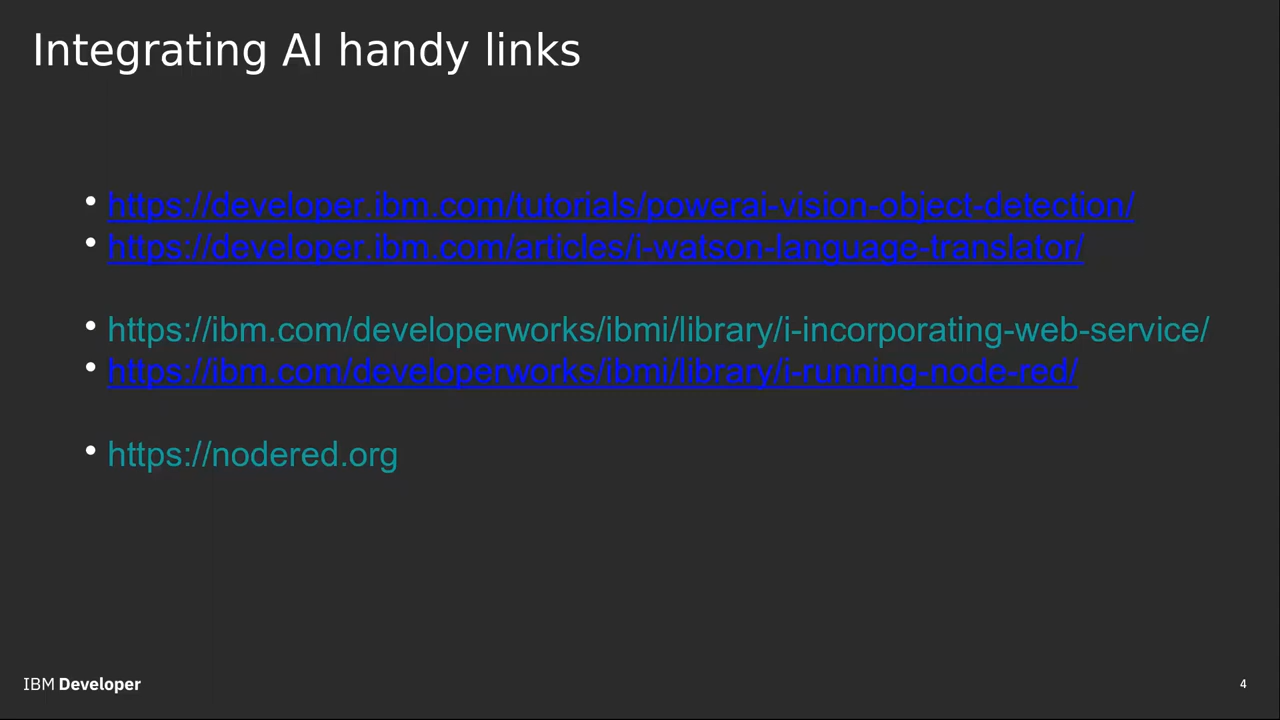 Integrating AI handy links
• https://developer.ibm.com/tutorials/powerai-vision-object-detection/
• https://developer.ibm.com/articles/i-watson-language-translator/
• https://ibm.com/developerworks/ibmi/library/i-incorporating-web-service/
• https://ibm.com/developerworks/ibmi/library/i-running-node-red/
• https://nodered.org
IBM Developer
4